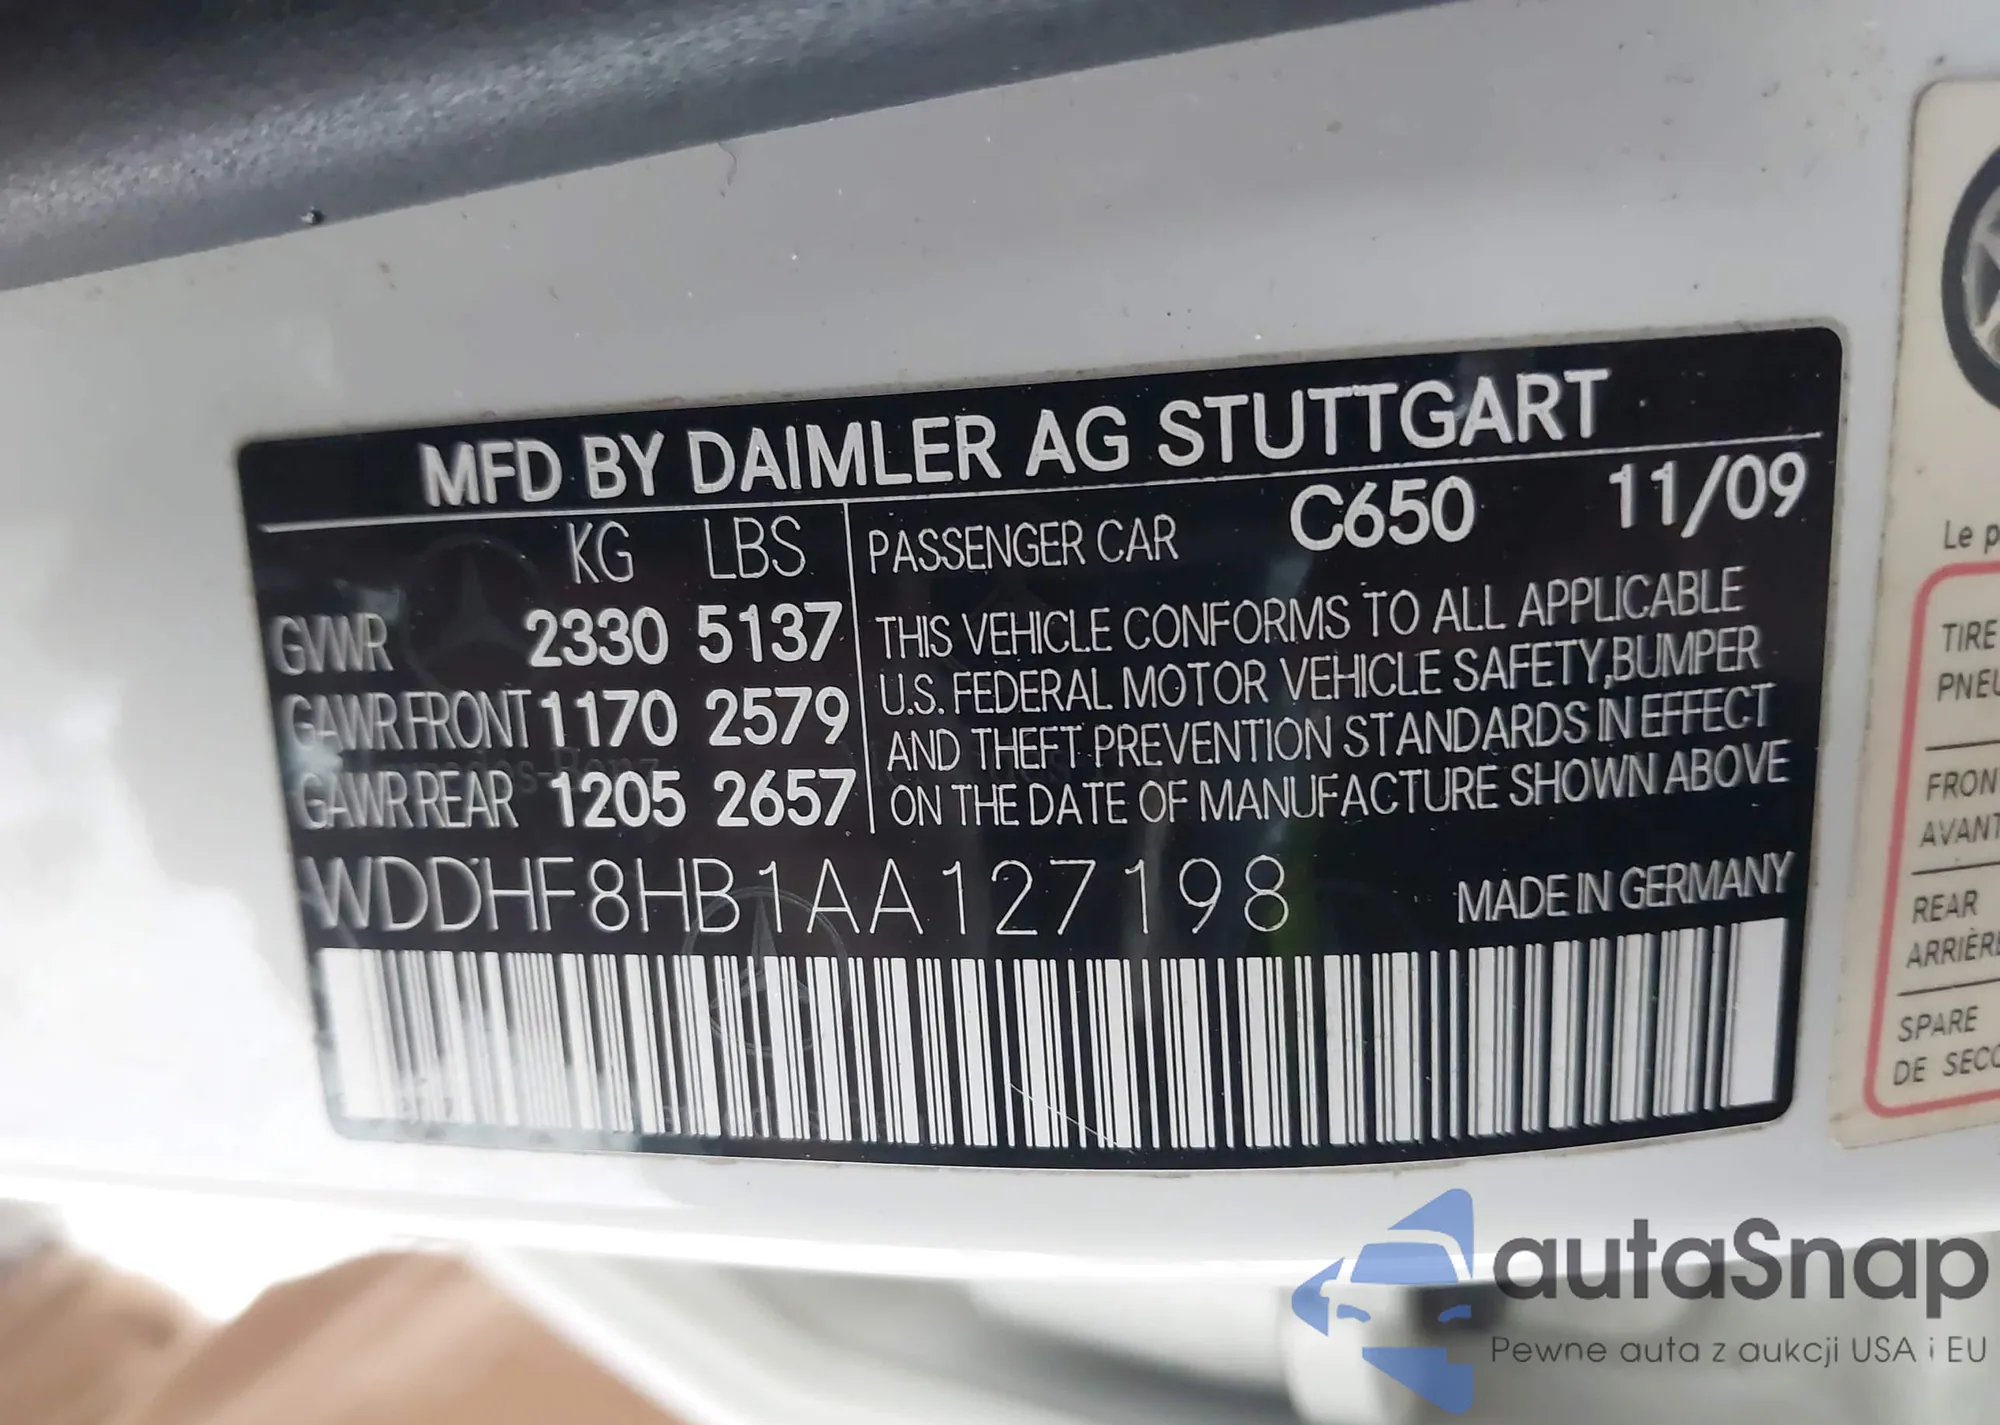 MFD BY DAIMLER AG STUTTGART
KG LBS
GVWR 2330 5137
GAWR FRONT 1170 2579
GAWR REAR 1205 2657
PASSENGER CAR C650 11/09
THIS VEHICLE CONFORMS TO ALL APPLICABLE
U.S. FEDERAL MOTOR VEHICLE SAFETY,BUMPER
AND THEFT PREVENTION STANDARDS IN EFFECT
ON THE DATE OF MANUFACTURE SHOWN ABOVE
WDDHF8HB1AA127198
MADE IN GERMANY
Le p
TIRE
PNEU
FRON
AVANT
REAR
ARRIÈRE
SPARE
DE SECO
autaSnap
Pewne auta z aukcji USA i EU